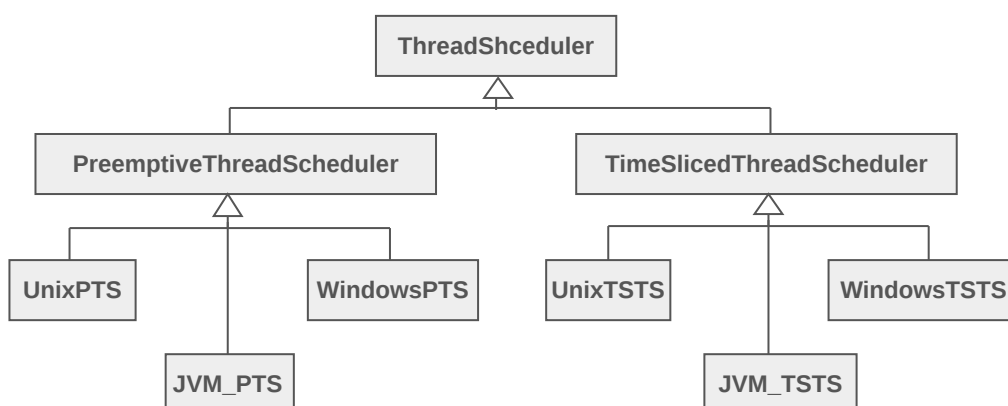 ThreadShceduler
PreemptiveThreadScheduler
TimeSlicedThreadScheduler
UnixPTS
WindowsPTS
UnixTSTS
WindowsTSTS
JVM_PTS
JVM_TSTS